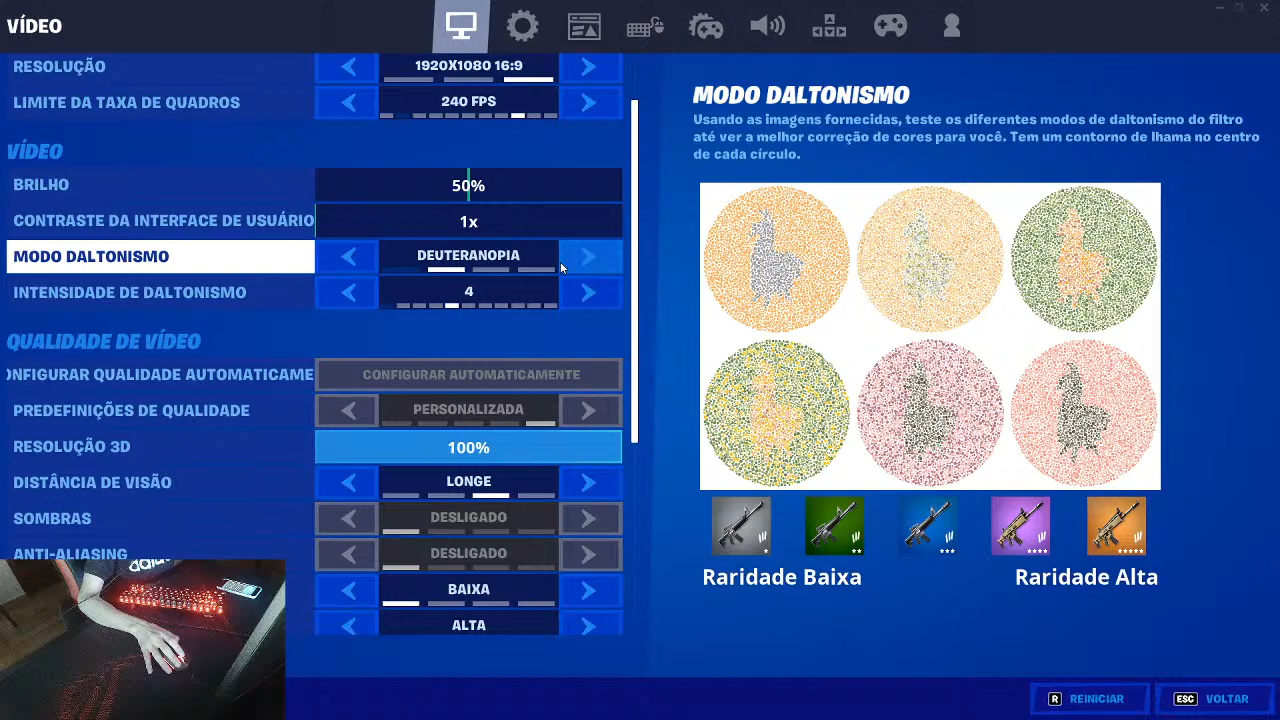 VÍDEO
RESOLUÇÃO
1920X1080 16:9
LIMITE DA TAXA DE QUADROS
240 FPS
VÍDEO
BRILHO
50%
CONTRASTE DA INTERFACE DE USUÁRIO
1x
MODO DALTONISMO
DEUTERANOPIA
INTENSIDADE DE DALTONISMO
4
QUALIDADE DE VÍDEO
ONFIGURAR QUALIDADE AUTOMATICAME
CONFIGURAR AUTOMATICAMENTE
PREDEFINIÇÕES DE QUALIDADE
PERSONALIZADA
RESOLUÇÃO 3D
100%
DISTÂNCIA DE VISÃO
LONGE
SOMBRAS
DESLIGADO
ANTI-ALIASING
DESLIGADO
BAIXA
ALTA
MODO DALTONISMO
Usando as imagens fornecidas, teste os diferentes modos de daltonismo do filtro
até ver a melhor correção de cores para você. Tem um contorno de lhama no centro
de cada círculo.
Raridade Baixa
Raridade Alta
R REINICIAR
ESC VOLTAR